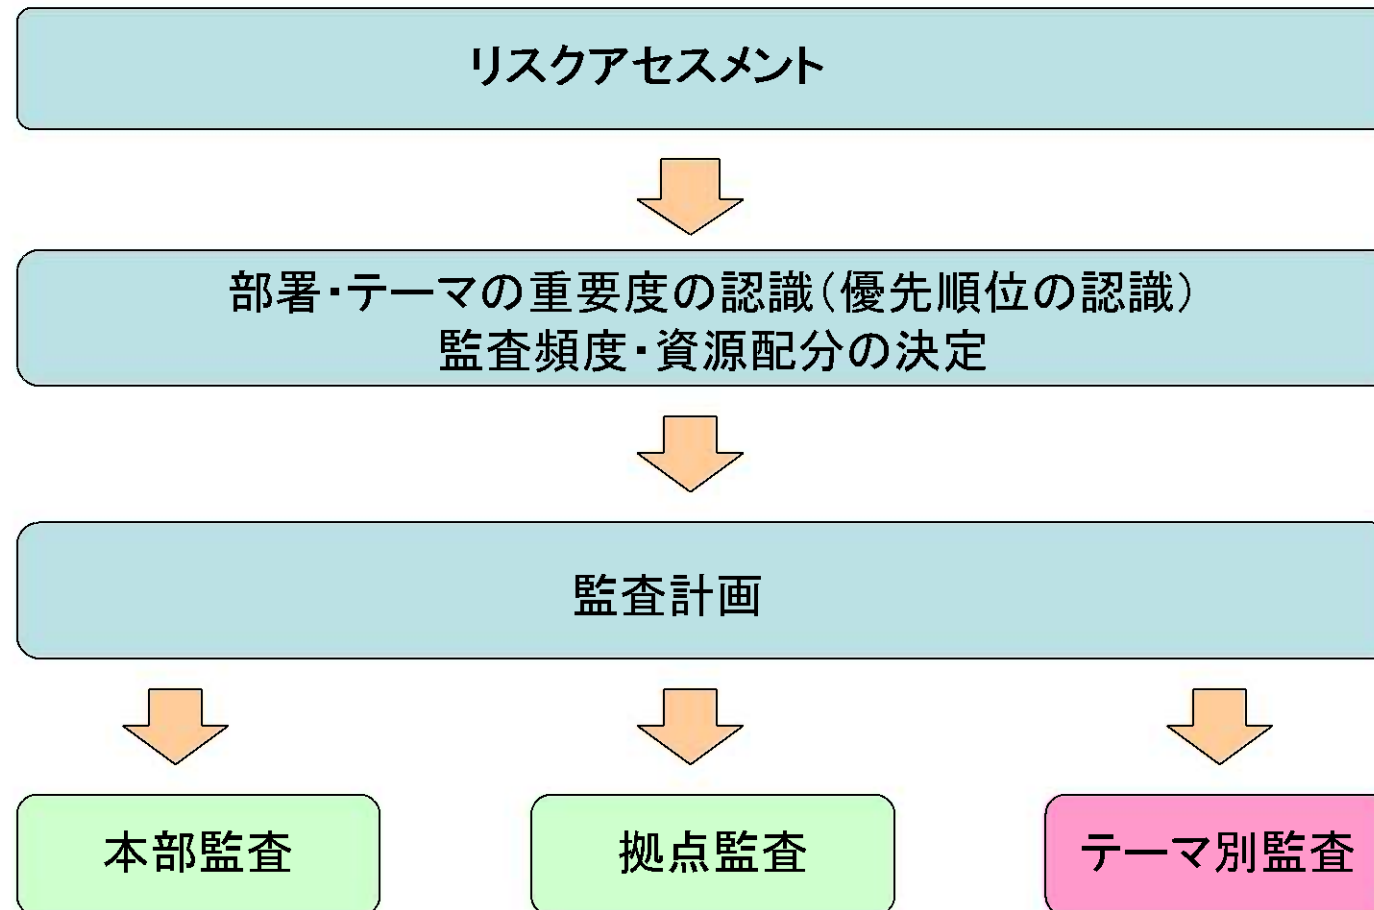 リスクアセスメント
部署・テーマの重要度の認識（優先順位の認識）
監査頻度・資源配分の決定
監査計画
本部監査
拠点監査
テーマ別監査